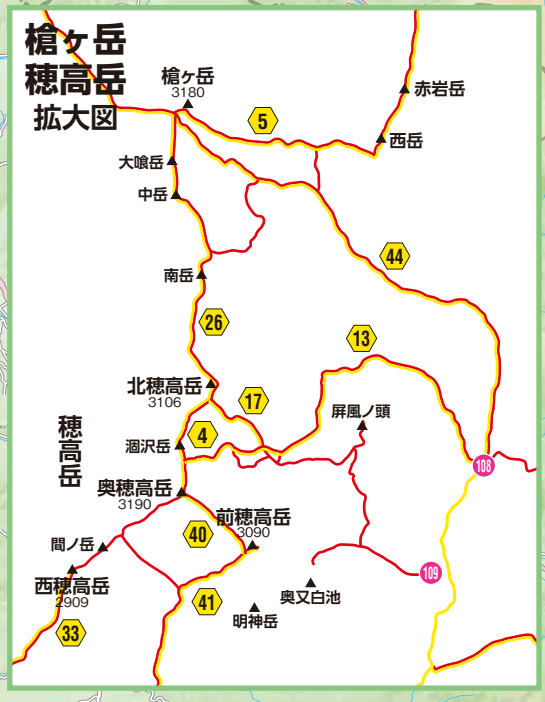 槍ヶ岳
穂高岳
拡大図
槍ヶ岳
3180
赤岩岳
5
西岳
大喰岳
中岳
44
南岳
26
13
北穂高岳
3106
17
屏風ノ頭
穂高岳
4
涸沢岳
108
奥穂高岳
3190
前穂高岳
3090
40
間ノ岳
109
西穂高岳
2909
奥又白池
41
明神岳
33